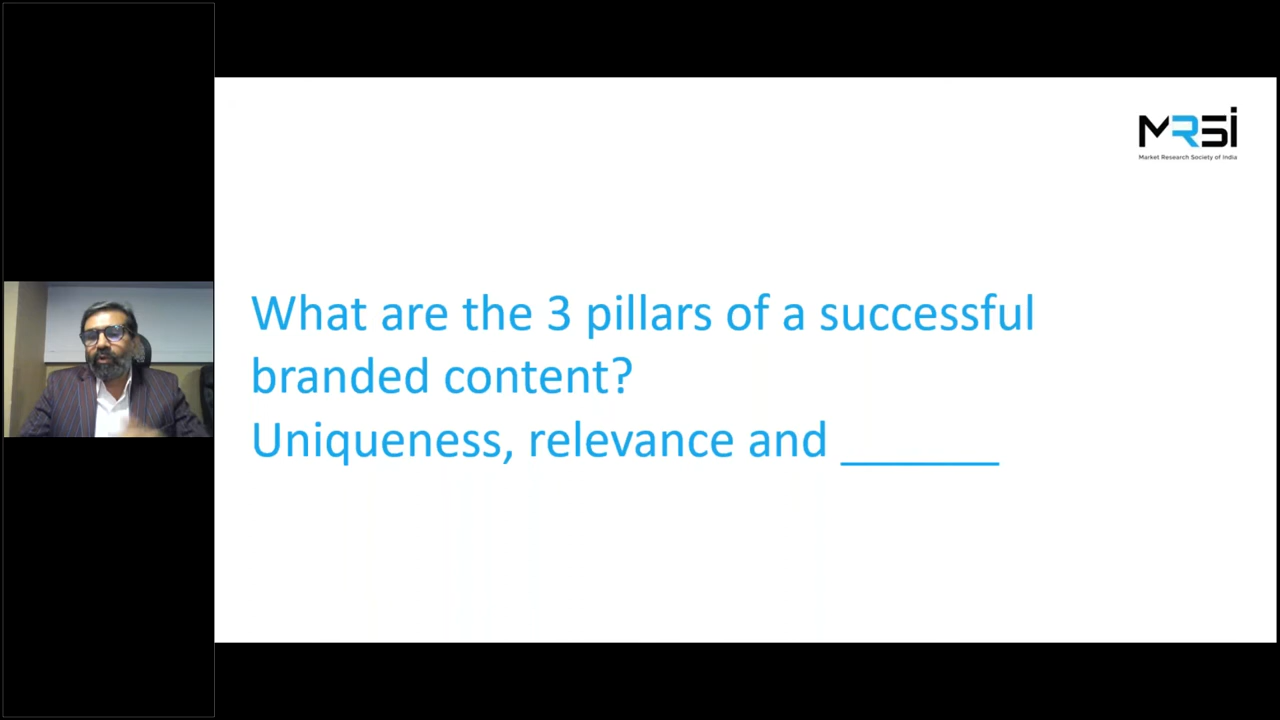 MRSI
Market Research Society of India
What are the 3 pillars of a successful
branded content?
Uniqueness, relevance and _______